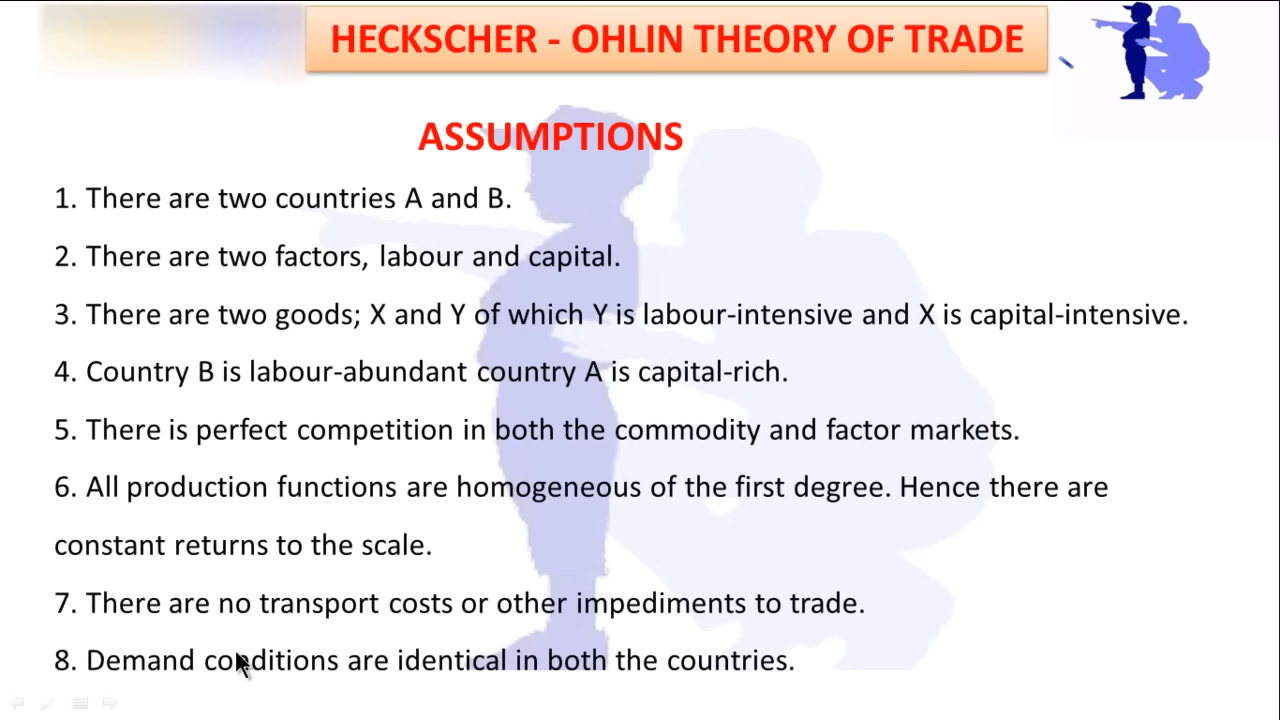 HECKSCHER - OHLIN THEORY OF TRADE
ASSUMPTIONS
1. There are two countries A and B.
2. There are two factors, labour and capital.
3. There are two goods; X and Y of which Y is labour-intensive and X is capital-intensive.
4. Country B is labour-abundant country A is capital-rich.
5. There is perfect competition in both the commodity and factor markets.
6. All production functions are homogeneous of the first degree. Hence there are
constant returns to the scale.
7. There are no transport costs or other impediments to trade.
8. Demand conditions are identical in both the countries.